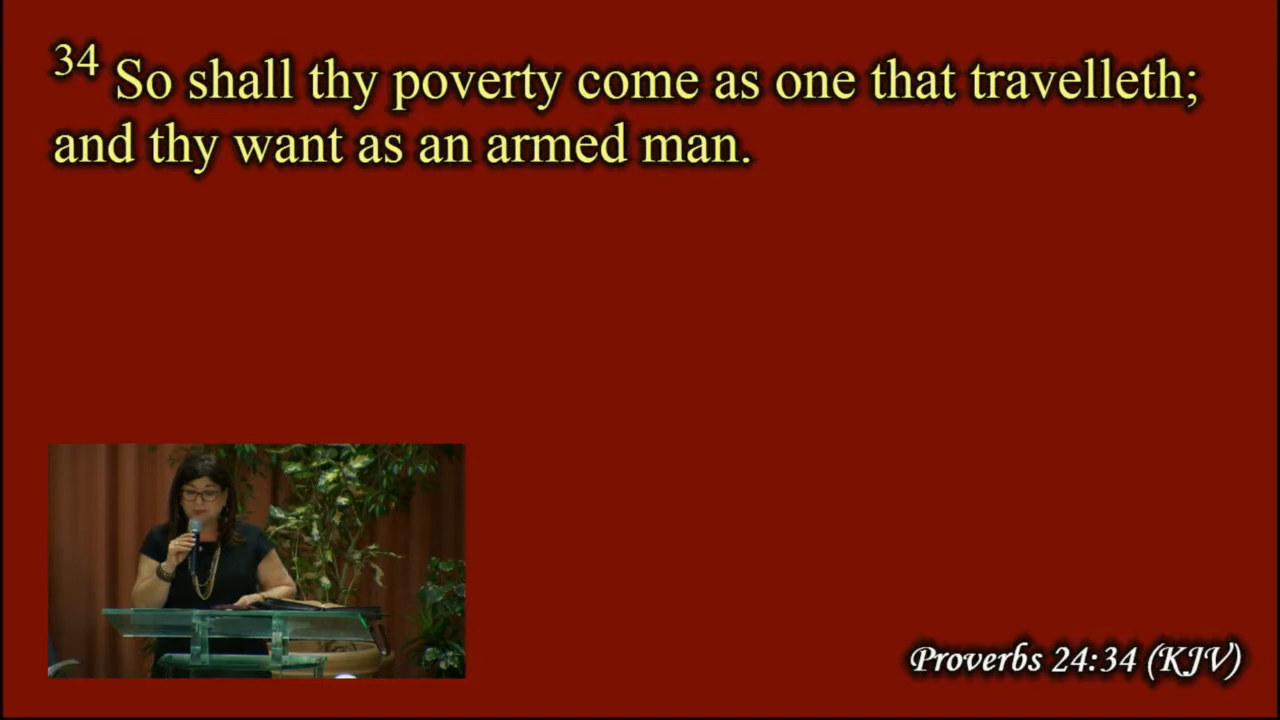 34 So shall thy poverty come as one that travelleth;
and thy want as an armed man.
Proverbs 24:34 (KJV)